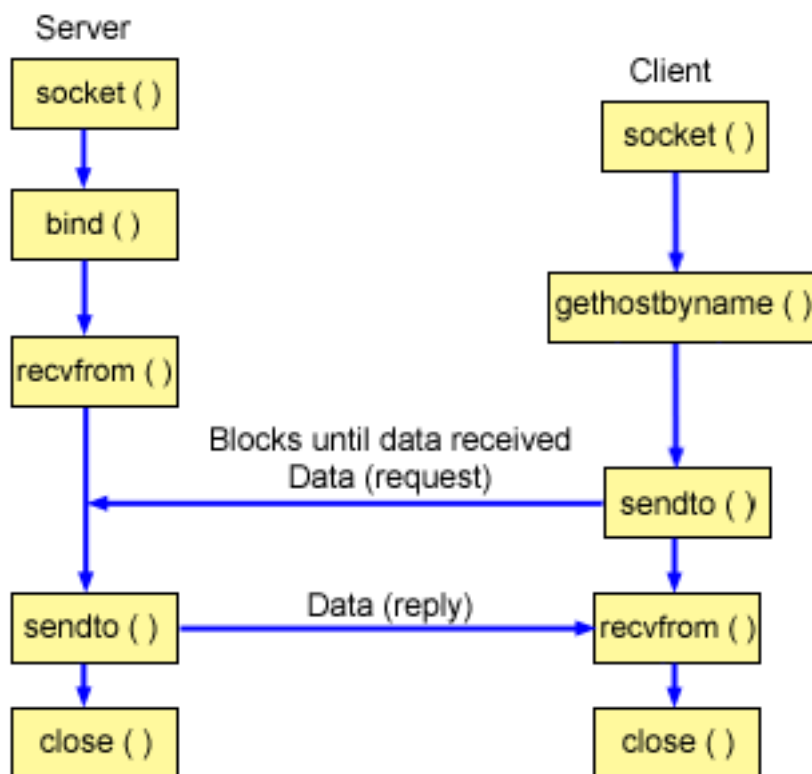 Server
socket ( )
bind ( )
recvfrom ( )
Blocks until data received
Data (request)
sendto ( )
Data (reply)
close ( )
Client
socket ( )
gethostbyname ( )
sendto ( )
recvfrom ( )
close ( )